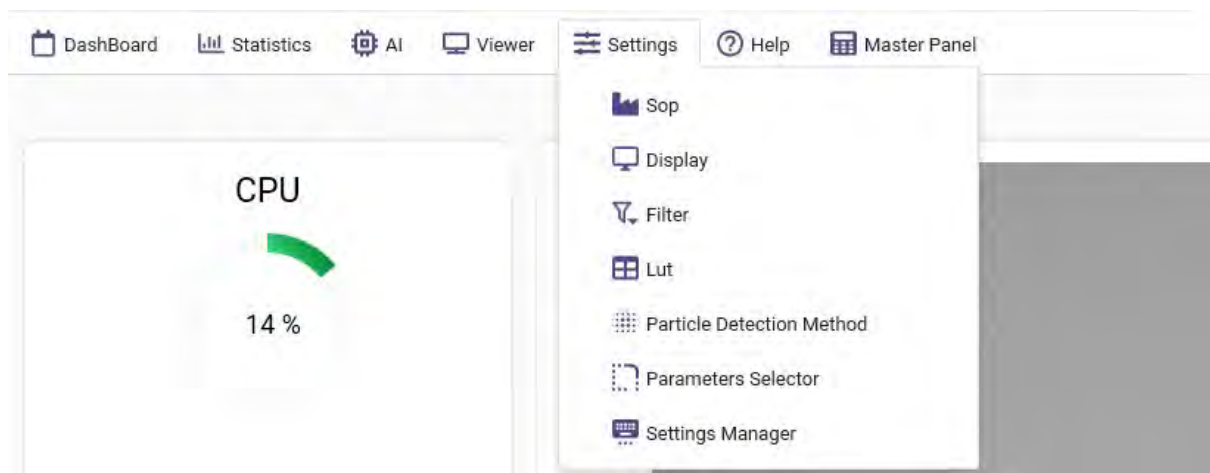 DashBoard Statistics AI Viewer Settings Help Master Panel
Sop
Display
Filter
Lut
Particle Detection Method
Parameters Selector
Settings Manager
CPU
14 %